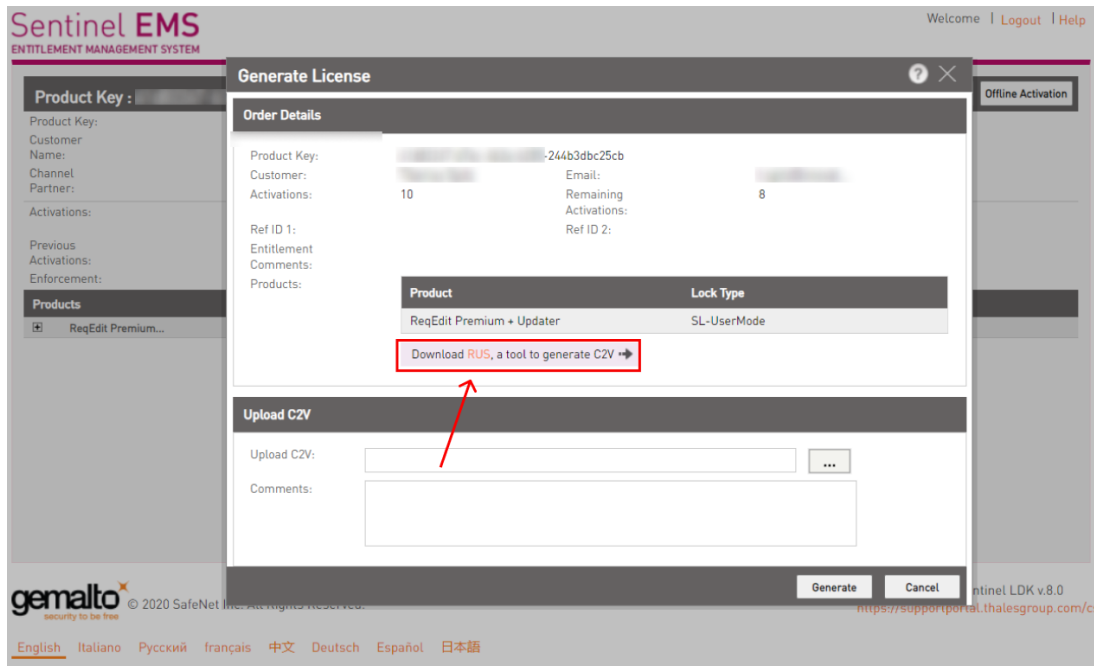 Sentinel EMS
ENTITLEMENT MANAGEMENT SYSTEM
Welcome | Logout | Help
Generate License
?
Product Key :
Offline Activation
Order Details
Product Key:
Customer
Name:
Channel
Partner:
Activations:
Previous
Activations:
Enforcement:
Products
ReqEdit Premium...
Product Key: -244b3dbc25cb
Customer: Email:
Activations: 10 Remaining
Activations: 8
Ref ID 1: Ref ID 2:
Entitlement
Comments:
Products:
Product Lock Type
ReqEdit Premium + Updater SL-UserMode
Download RUS, a tool to generate C2V
Upload C2V
Upload C2V: ...
Comments:
Generate Cancel
gemalto
security to be free
© 2020 SafeNet Inc. All Rights Reserved.
ntinel LDK v.8.0
https://supportportal.thalesgroup.com/c
English Italiano Русский français 中文 Deutsch Español 日本語